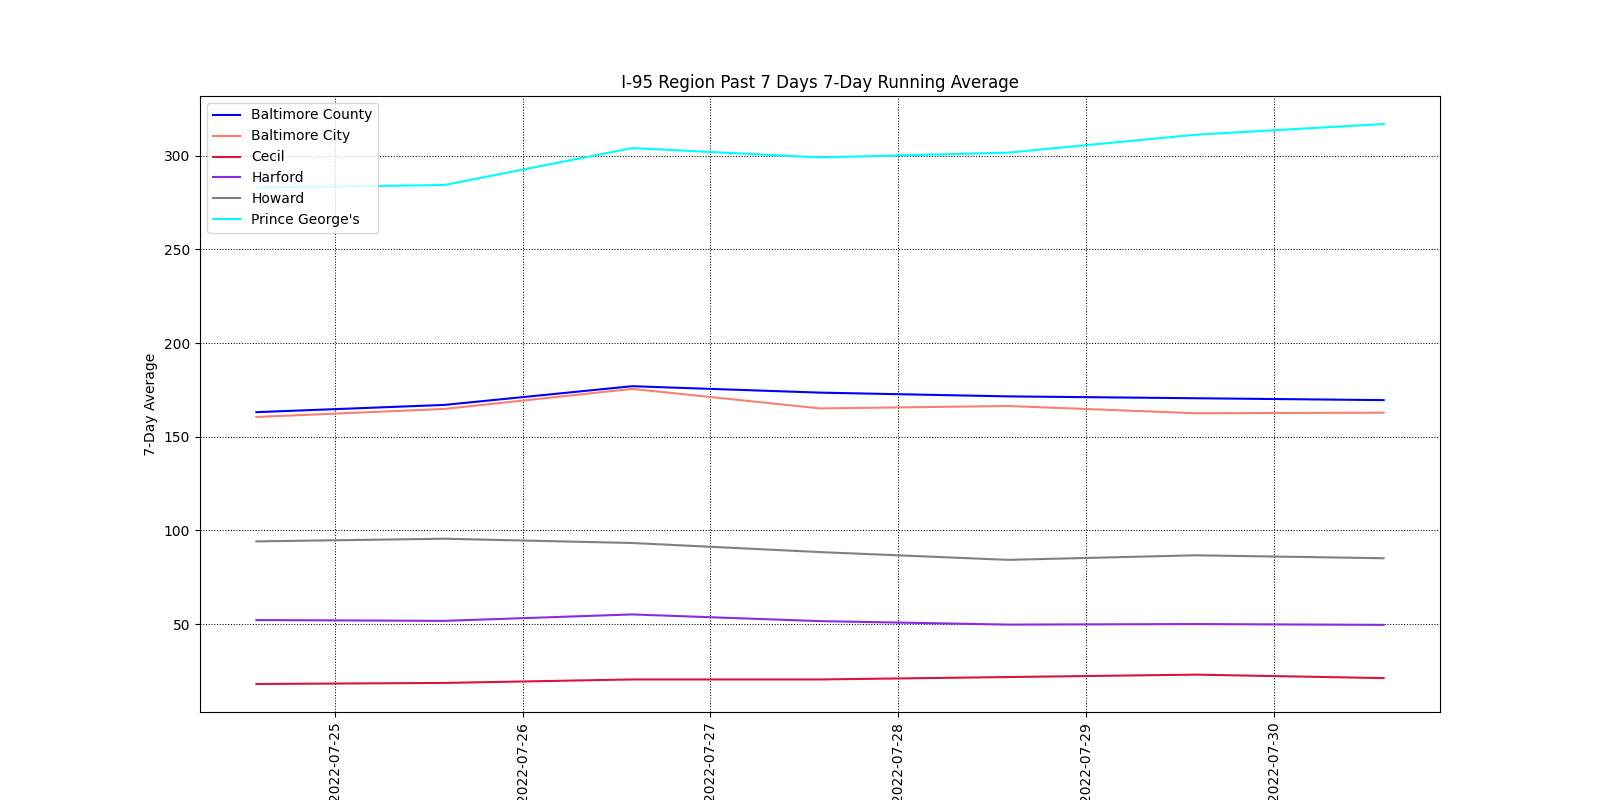 I-95 Region Past 7 Days 7-Day Running Average
Baltimore County
Baltimore City
Cecil
Harford
Howard
Prince George's
7-Day Average
300
250
200
150
100
50
2022-07-25
2022-07-26
2022-07-27
2022-07-28
2022-07-29
2022-07-30